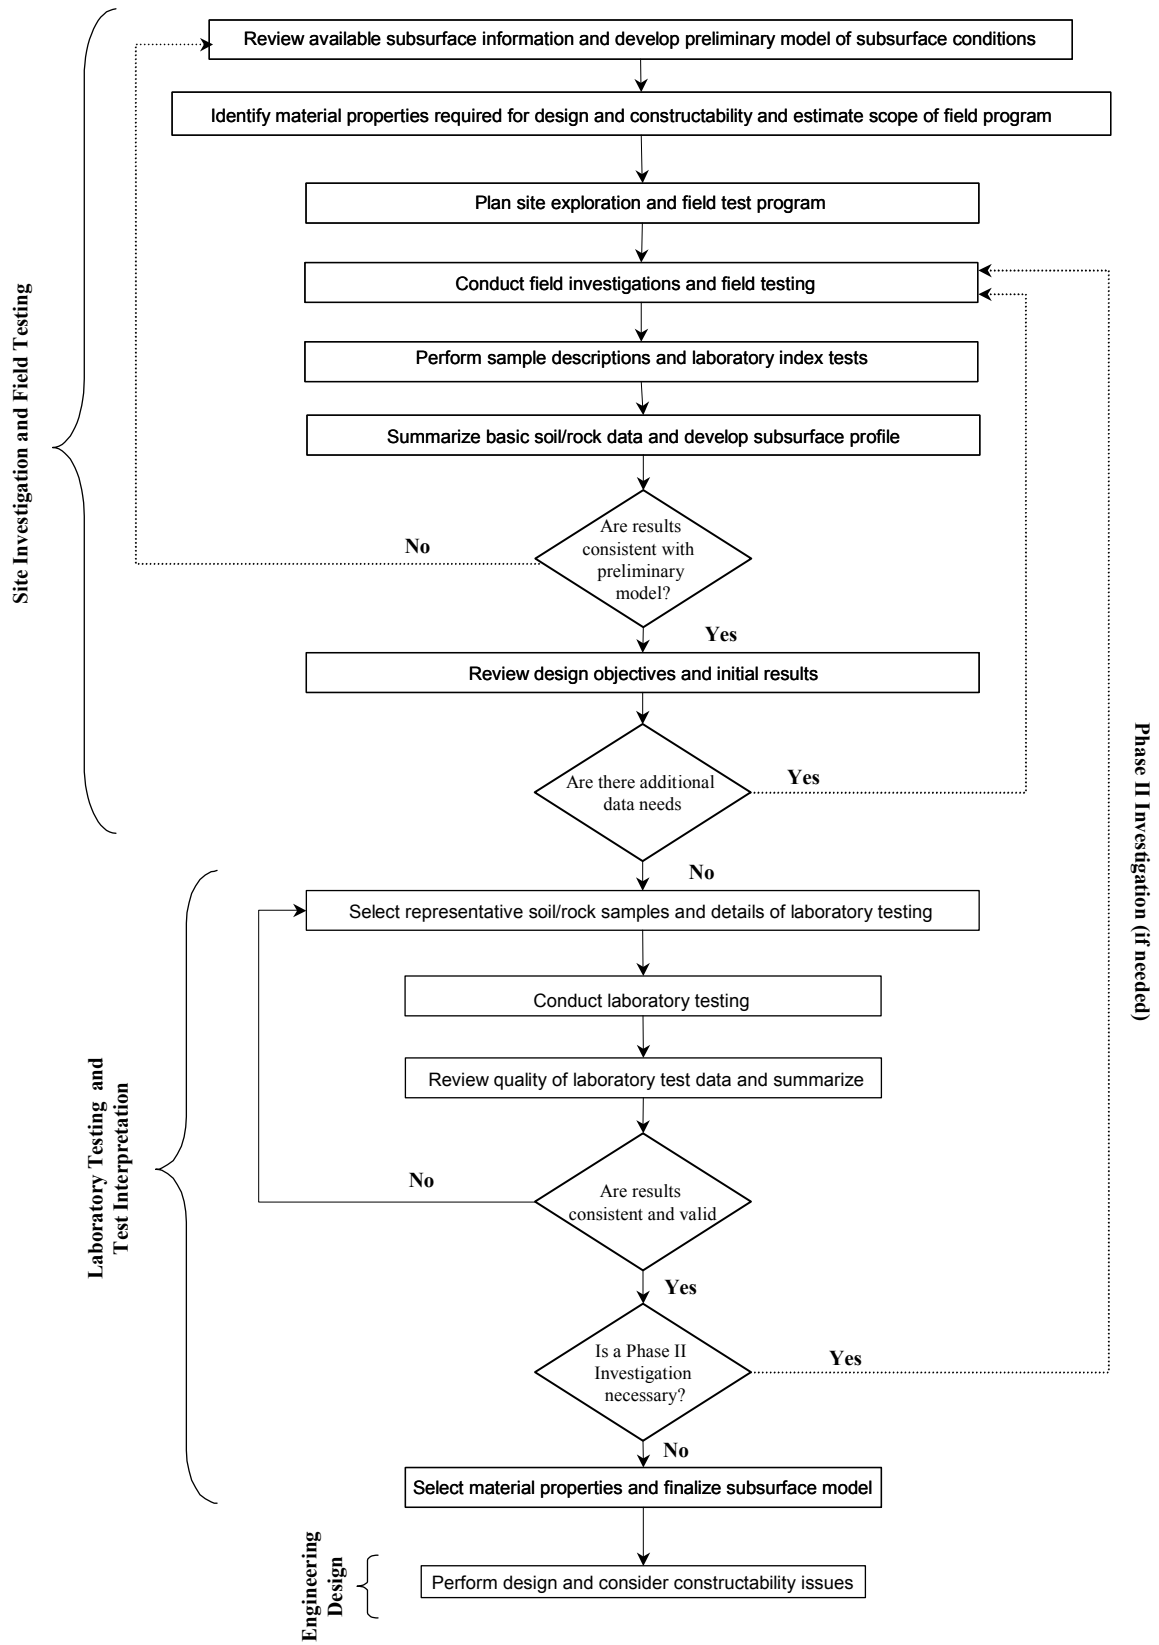 Review available subsurface information and develop preliminary model of subsurface conditions
Identify material properties required for design and constructability and estimate scope of field program
Plan site exploration and field test program
Conduct field investigations and field testing
Perform sample descriptions and laboratory index tests
Summarize basic soil/rock data and develop subsurface profile
Site Investigation and Field Testing
Are results
consistent with
preliminary
model?
No
Yes
Review design objectives and initial results
Are there additional
data needs
Yes
No
Phase II Investigation (if needed)
Select representative soil/rock samples and details of laboratory testing
Conduct laboratory testing
Review quality of laboratory test data and summarize
Laboratory Testing and
Test Interpretation
Are results
consistent and valid
No
Yes
Is a Phase II
Investigation
necessary?
Yes
No
Select material properties and finalize subsurface model
Engineering
Design
Perform design and consider constructability issues